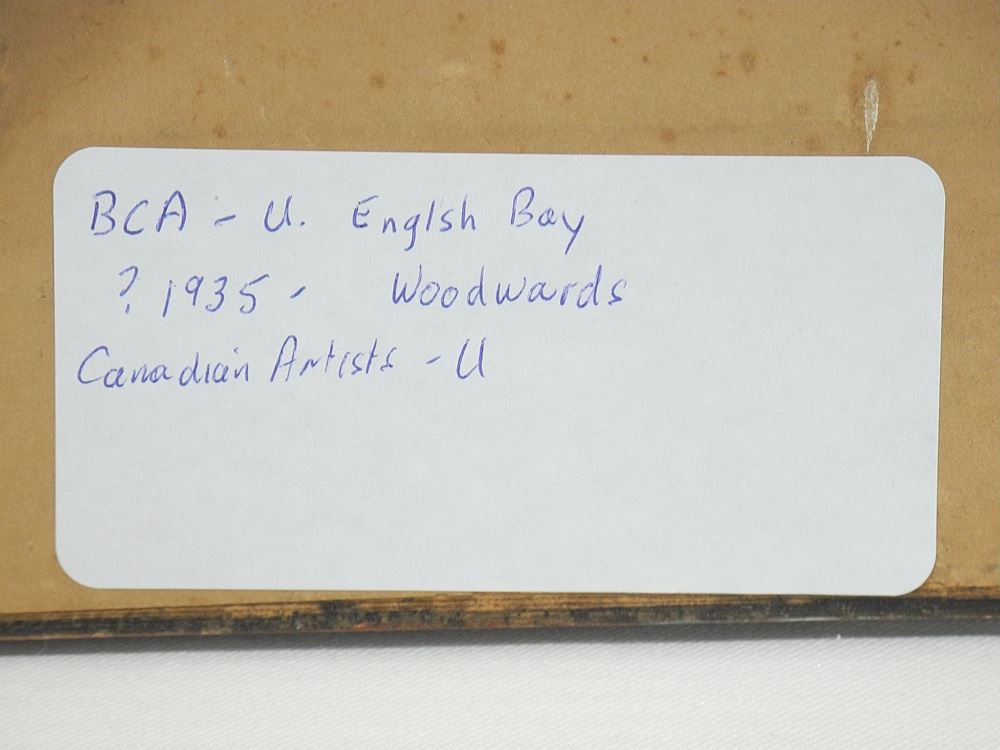 BCA - U. Englsh Bay
? 1935 - Woodwards
Canadian Artists - U